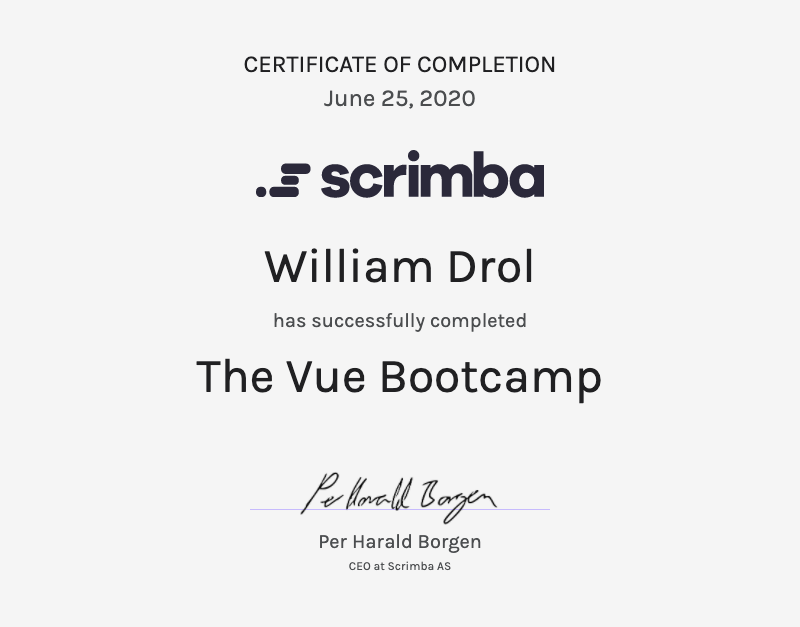 CERTIFICATE OF COMPLETION
June 25, 2020
scrimba
William Drol
has successfully completed
The Vue Bootcamp
Per Harald Borgen
Per Harald Borgen
CEO at Scrimba AS